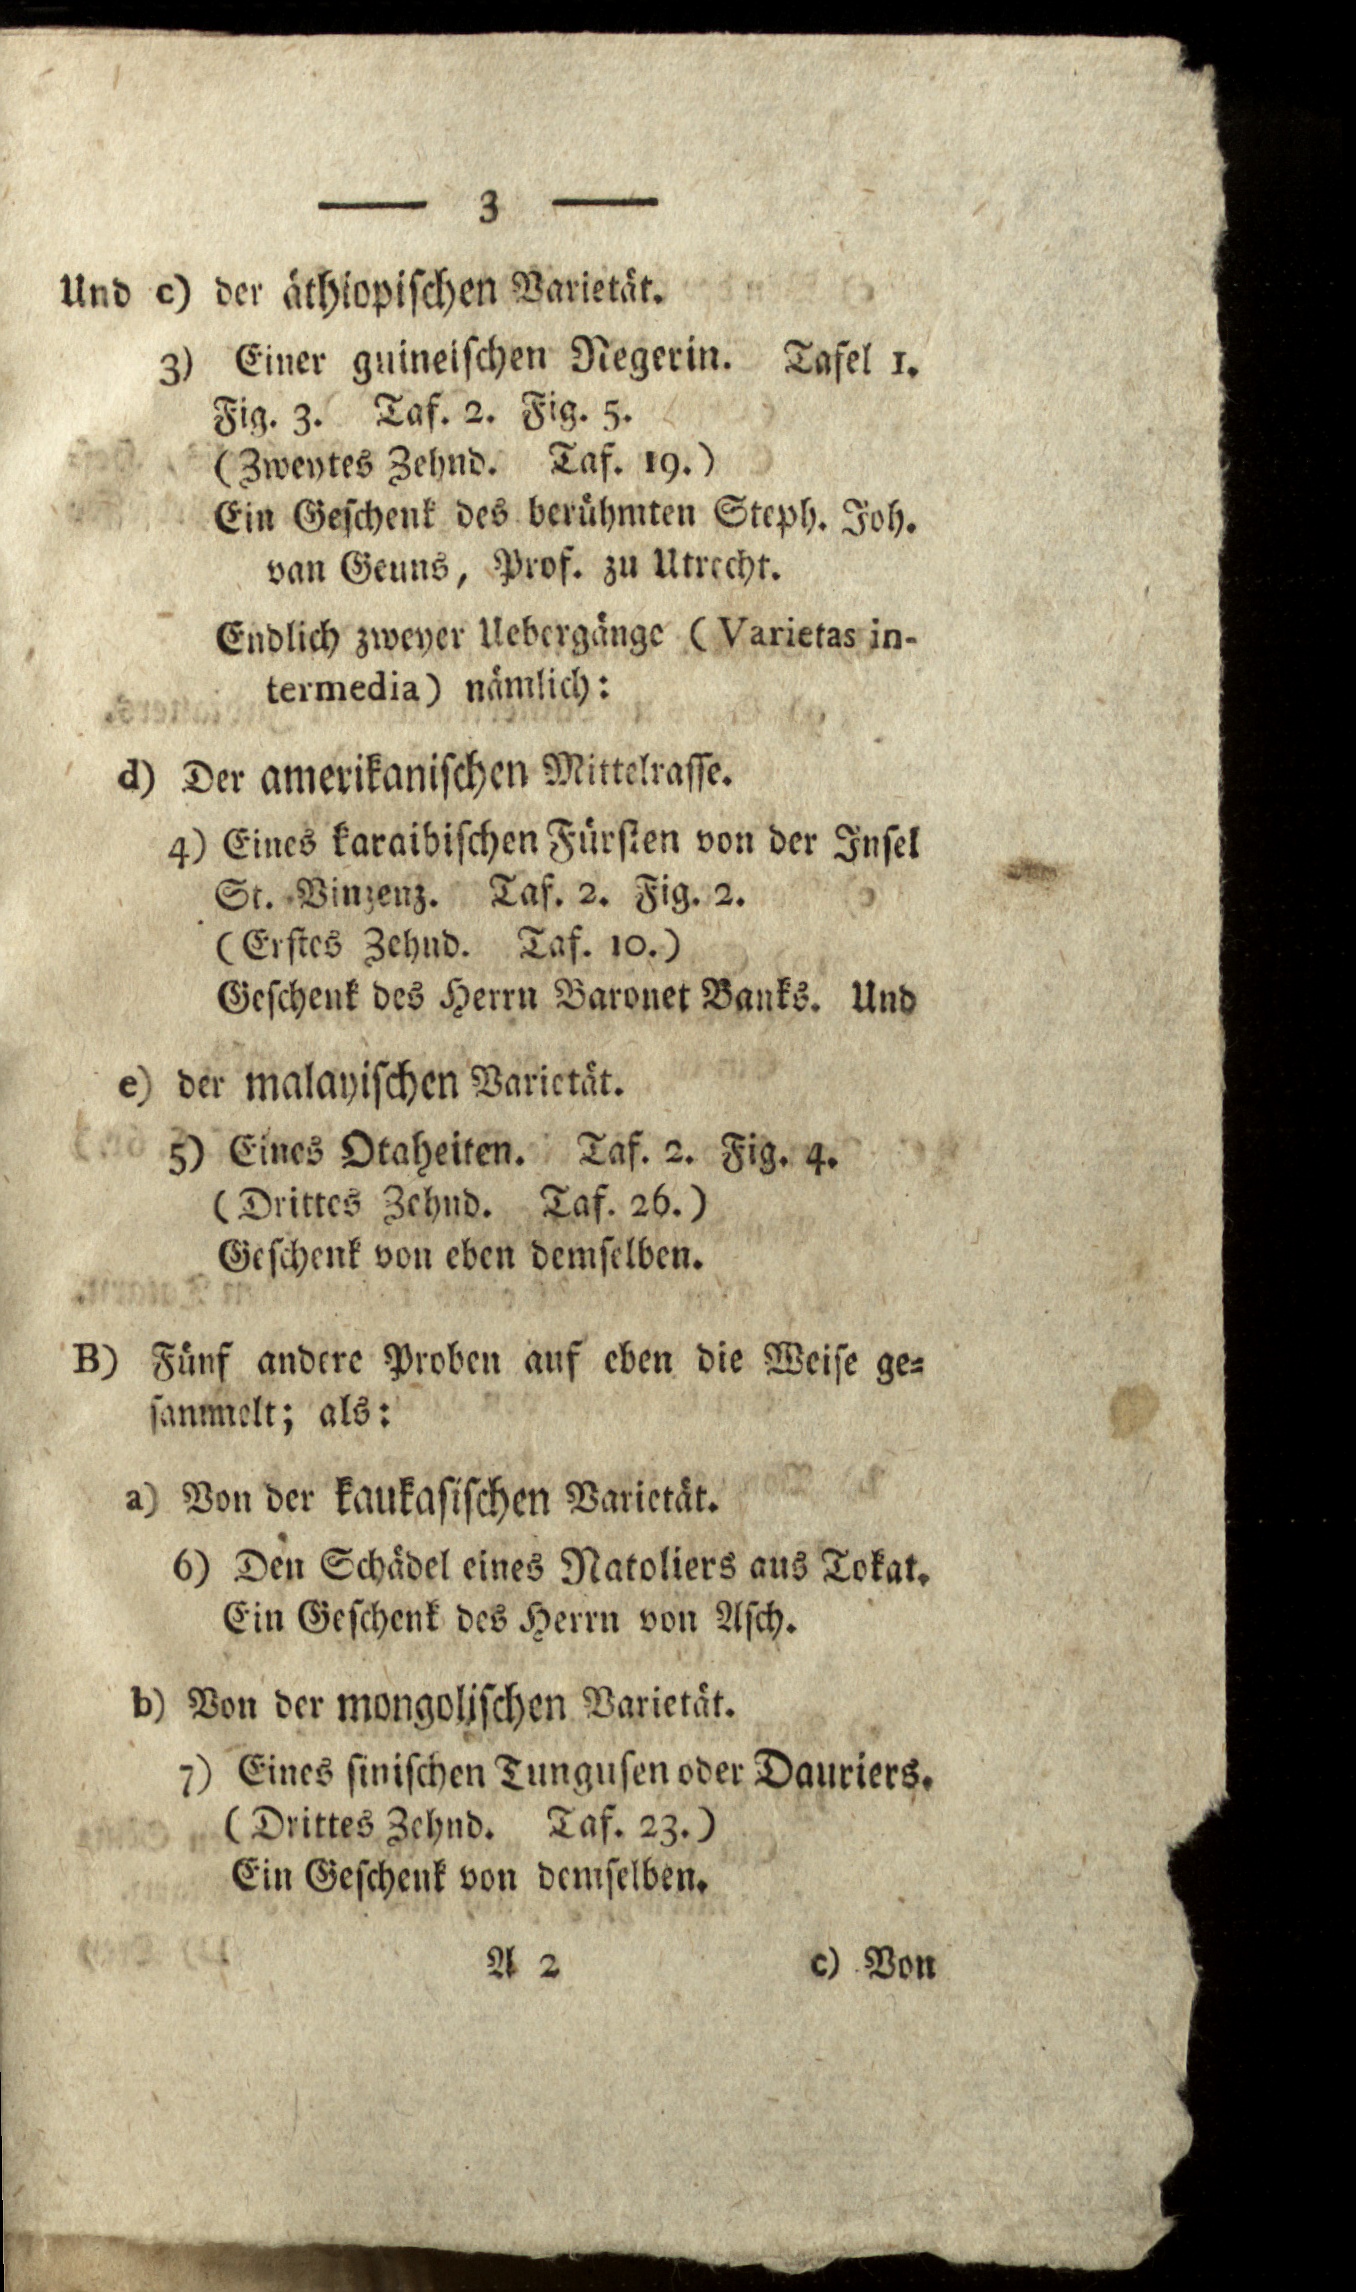 3
Und c) der äthiopischen Varietät.
3) Einer guineischen Negerin. Tafel 1.
Fig. 3. Taf. 2. Fig. 5.
(Zweytes Zehnd. Taf. 19.)
Ein Geschenk des berühmten Steph. Joh.
van Geuns, Prof. zu Utrecht.
Endlich zweyer Uebergänge (Varietas in-
termedia) nämlich:
d) Der amerikanischen Mittelrasse.
4) Eines karaibischen Fürsten von der Insel
St. Vinzenz. Taf. 2. Fig. 2.
(Erstes Zehnd. Taf. 10.)
Geschenk des Herrn Baronet Banks. Und
e) der malayischen Varietät.
5) Eines Otaheiten. Taf. 2. Fig. 4.
(Drittes Zehnd. Taf. 26.)
Geschenk von eben demselben.
B) Fünf andere Proben auf eben die Weise ge-
sammelt; als:
a) Von der kaukasischen Varietät.
6) Den Schädel eines Natoliers aus Tokat.
Ein Geschenk des Herrn von Asch.
b) Von der mongolischen Varietät.
7) Eines sinischen Tungusen oder Dauriers.
(Drittes Zehnd. Taf. 23.)
Ein Geschenk von demselben.
A 2 c) Von